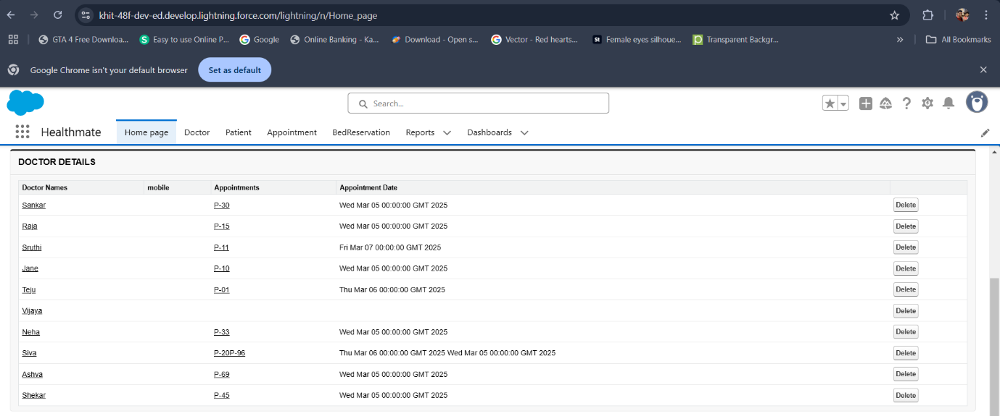 khit-48f-dev-ed.develop.lightning.force.com/lightning/n/Home_page
GTA 4 Free Downloa... Easy to use Online P... Google Online Banking - Ka... Download - Open s... Vector - Red hearts... Female eyes silhoue... Transparent Backgr... » All Bookmarks
Google Chrome isn't your default browser Set as default
Search...
Healthmate Home page Doctor Patient Appointment BedReservation Reports Dashboards
DOCTOR DETAILS
Doctor Names mobile Appointments Appointment Date
Sankar P-30 Wed Mar 05 00:00:00 GMT 2025 Delete
Raja P-15 Wed Mar 05 00:00:00 GMT 2025 Delete
Sruthi P-11 Fri Mar 07 00:00:00 GMT 2025 Delete
Jane P-10 Wed Mar 05 00:00:00 GMT 2025 Delete
Teju P-01 Thu Mar 06 00:00:00 GMT 2025 Delete
Vijaya Delete
Neha P-33 Wed Mar 05 00:00:00 GMT 2025 Delete
Siva P-20P-96 Thu Mar 06 00:00:00 GMT 2025 Wed Mar 05 00:00:00 GMT 2025 Delete
Ashva P-69 Wed Mar 05 00:00:00 GMT 2025 Delete
Shekar P-45 Wed Mar 05 00:00:00 GMT 2025 Delete